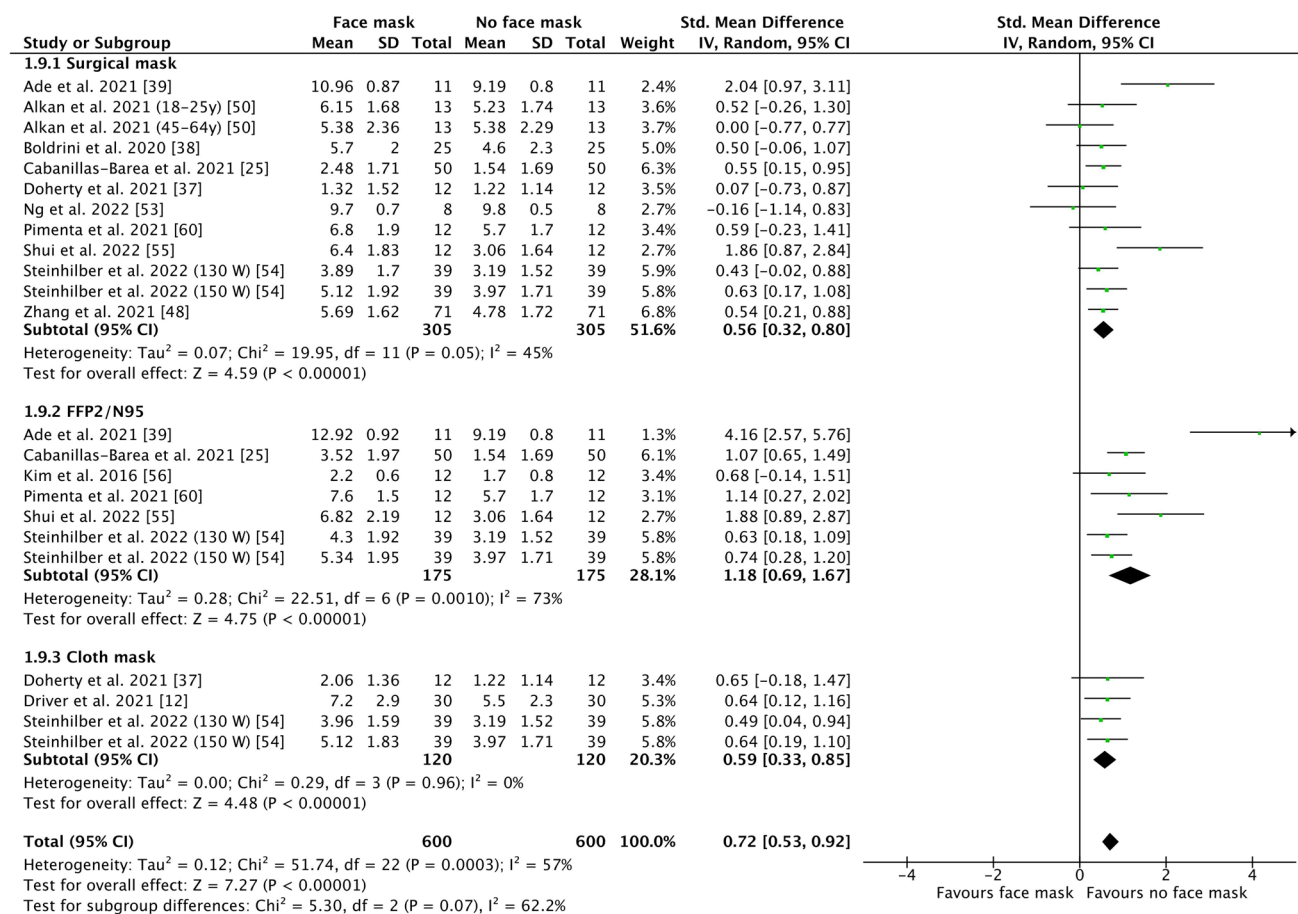 Face mask No face mask Std. Mean Difference Std. Mean Difference
Study or Subgroup Mean SD Total Mean SD Total Weight IV, Random, 95% CI IV, Random, 95% CI
1.9.1 Surgical mask
Ade et al. 2021 [39] 10.96 0.87 11 9.19 0.8 11 2.4% 2.04 [0.97, 3.11]
Alkan et al. 2021 (18–25y) [50] 6.15 1.68 13 5.23 1.74 13 3.6% 0.52 [−0.26, 1.30]
Alkan et al. 2021 (45–64y) [50] 5.38 2.36 13 5.38 2.29 13 3.7% 0.00 [−0.77, 0.77]
Boldrini et al. 2020 [38] 5.7 2 25 4.6 2.3 25 5.0% 0.50 [−0.06, 1.07]
Cabanillas–Barea et al. 2021 [25] 2.48 1.71 50 1.54 1.69 50 6.3% 0.55 [0.15, 0.95]
Doherty et al. 2021 [37] 1.32 1.52 12 1.22 1.14 12 3.5% 0.07 [−0.73, 0.87]
Ng et al. 2022 [53] 9.7 0.7 8 9.8 0.5 8 2.7% −0.16 [−1.14, 0.83]
Pimenta et al. 2021 [60] 6.8 1.9 12 5.7 1.7 12 3.4% 0.59 [−0.23, 1.41]
Shui et al. 2022 [55] 6.4 1.83 12 3.06 1.64 12 2.7% 1.86 [0.87, 2.84]
Steinhilber et al. 2022 (130 W) [54] 3.89 1.7 39 3.19 1.52 39 5.9% 0.43 [−0.02, 0.88]
Steinhilber et al. 2022 (150 W) [54] 5.12 1.92 39 3.97 1.71 39 5.8% 0.63 [0.17, 1.08]
Zhang et al. 2021 [48] 5.69 1.62 71 4.78 1.72 71 6.8% 0.54 [0.21, 0.88]
Subtotal (95% CI) 305 305 51.6% 0.56 [0.32, 0.80]
Heterogeneity: Tau² = 0.07; Chi² = 19.95, df = 11 (P = 0.05); I² = 45%
Test for overall effect: Z = 4.59 (P < 0.00001)
1.9.2 FFP2/N95
Ade et al. 2021 [39] 12.92 0.92 11 9.19 0.8 11 1.3% 4.16 [2.57, 5.76]
Cabanillas–Barea et al. 2021 [25] 3.52 1.97 50 1.54 1.69 50 6.1% 1.07 [0.65, 1.49]
Kim et al. 2016 [56] 2.2 0.6 12 1.7 0.8 12 3.4% 0.68 [−0.14, 1.51]
Pimenta et al. 2021 [60] 7.6 1.5 12 5.7 1.7 12 3.1% 1.14 [0.27, 2.02]
Shui et al. 2022 [55] 6.82 2.19 12 3.06 1.64 12 2.7% 1.88 [0.89, 2.87]
Steinhilber et al. 2022 (130 W) [54] 4.3 1.92 39 3.19 1.52 39 5.8% 0.63 [0.18, 1.09]
Steinhilber et al. 2022 (150 W) [54] 5.34 1.95 39 3.97 1.71 39 5.8% 0.74 [0.28, 1.20]
Subtotal (95% CI) 175 175 28.1% 1.18 [0.69, 1.67]
Heterogeneity: Tau² = 0.28; Chi² = 22.51, df = 6 (P = 0.0010); I² = 73%
Test for overall effect: Z = 4.75 (P < 0.00001)
1.9.3 Cloth mask
Doherty et al. 2021 [37] 2.06 1.36 12 1.22 1.14 12 3.4% 0.65 [−0.18, 1.47]
Driver et al. 2021 [12] 7.2 2.9 30 5.5 2.3 30 5.3% 0.64 [0.12, 1.16]
Steinhilber et al. 2022 (130 W) [54] 3.96 1.59 39 3.19 1.52 39 5.8% 0.49 [0.04, 0.94]
Steinhilber et al. 2022 (150 W) [54] 5.12 1.83 39 3.97 1.71 39 5.8% 0.64 [0.19, 1.10]
Subtotal (95% CI) 120 120 20.3% 0.59 [0.33, 0.85]
Heterogeneity: Tau² = 0.00; Chi² = 0.29, df = 3 (P = 0.96); I² = 0%
Test for overall effect: Z = 4.48 (P < 0.00001)
Total (95% CI) 600 600 100.0% 0.72 [0.53, 0.92]
Heterogeneity: Tau² = 0.12; Chi² = 51.74, df = 22 (P = 0.0003); I² = 57%
Test for overall effect: Z = 7.27 (P < 0.00001)
Test for subgroup differences: Chi² = 5.30, df = 2 (P = 0.07), I² = 62.2%
−4 −2 0 2 4
Favours face mask Favours no face mask